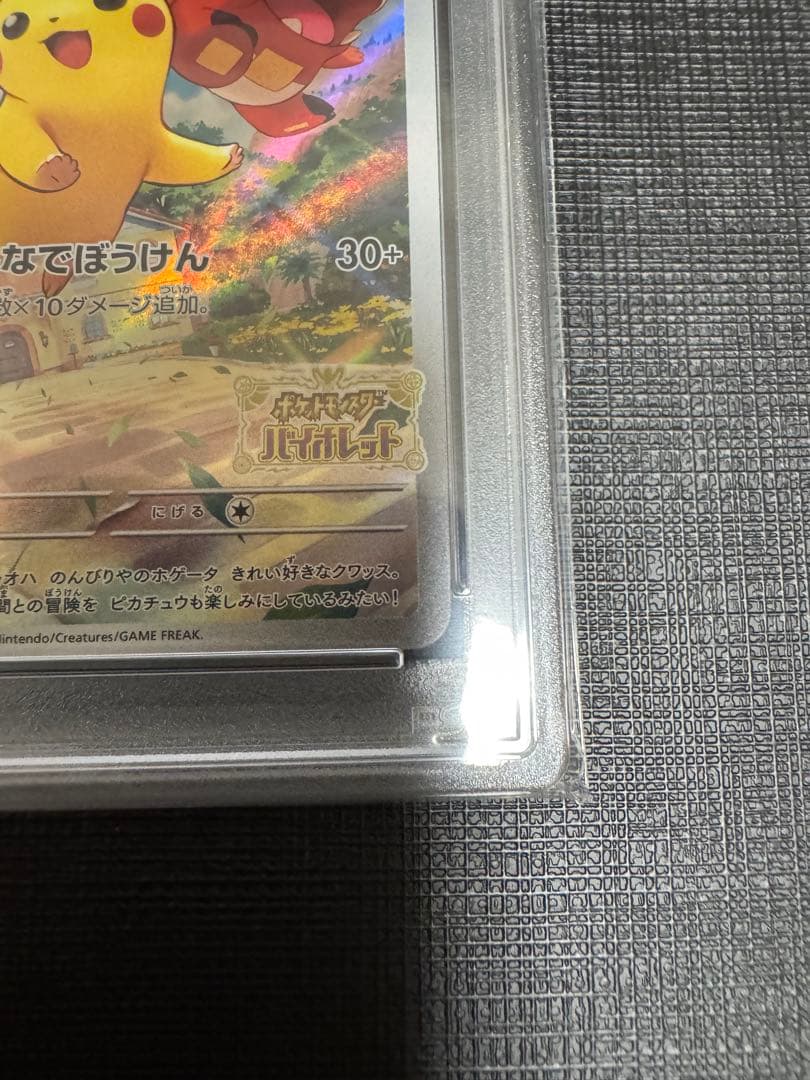 なでぼうけん 30+
数×10ダメージ追加。
ポケットモンスター
バイオレット
にげる
オハ のんびりやのホゲータ きれい好きなクワッス。
間との冒険を ピカチュウも楽しみにしているみたい!
Nintendo/Creatures/GAME FREAK.